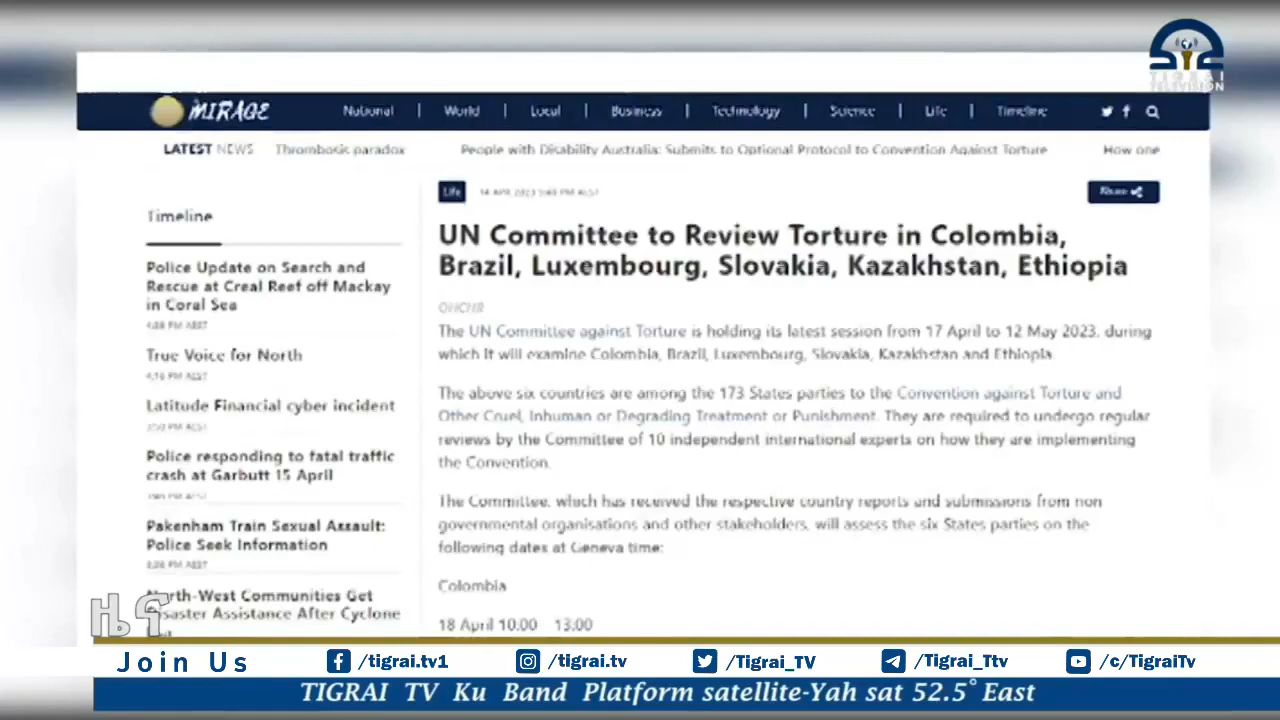 TIGRAI
TELEVISION
MIRAGE
National | World | Local | Business | Technology | Science | Life | Timeline
LATEST NEWS Thrombosis paradox People with Disability Australia: Submits to Optional Protocol to Convention Against Torture How one
Life
Share
Timeline
Police Update on Search and
Rescue at Creal Reef off Mackay
in Coral Sea
True Voice for North
Latitude Financial cyber incident
Police responding to fatal traffic
crash at Garbutt 15 April
Pakenham Train Sexual Assault:
Police Seek Information
North-West Communities Get
Disaster Assistance After Cyclone
UN Committee to Review Torture in Colombia,
Brazil, Luxembourg, Slovakia, Kazakhstan, Ethiopia
OHCHR
The UN Committee against Torture is holding its latest session from 17 April to 12 May 2023, during
which it will examine Colombia, Brazil, Luxembourg, Slovakia, Kazakhstan and Ethiopia
The above six countries are among the 173 States parties to the Convention against Torture and
Other Cruel, Inhuman or Degrading Treatment or Punishment. They are required to undergo regular
reviews by the Committee of 10 independent international experts on how they are implementing
the Convention.
The Committee, which has received the respective country reports and submissions from non
governmental organisations and other stakeholders, will assess the six States parties on the
following dates at Geneva time:
Colombia
18 April 10.00 13.00
ዜና
Join Us /tigrai.tv1 /tigrai.tv /Tigrai_TV /Tigrai_Ttv /c/TigraiTv
TIGRAI TV Ku Band Platform satellite-Yah sat 52.5° East